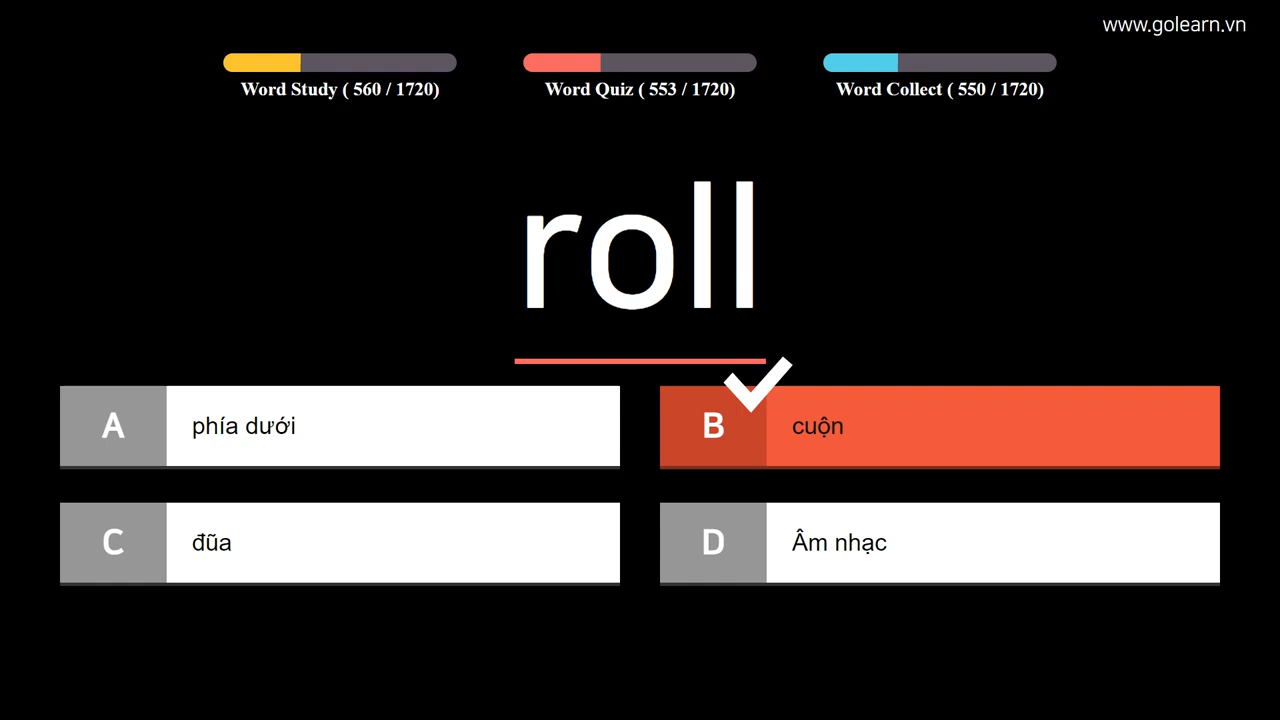 www.golearn.vn
Word Study ( 560 / 1720)
Word Quiz ( 553 / 1720)
Word Collect ( 550 / 1720)
roll
A phía dưới
B cuộn
C đũa
D Âm nhạc